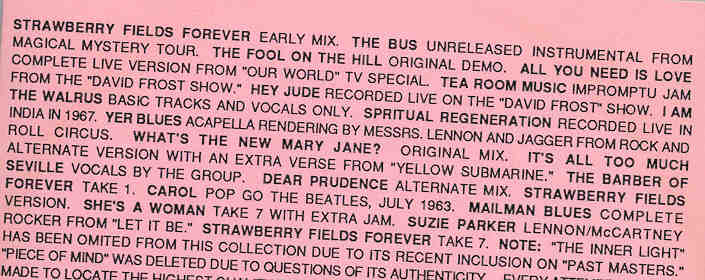 STRAWBERRY FIELDS FOREVER EARLY MIX. THE BUS UNRELEASED INSTRUMENTAL FROM
MAGICAL MYSTERY TOUR. THE FOOL ON THE HILL ORIGINAL DEMO. ALL YOU NEED IS LOVE
COMPLETE LIVE VERSION FROM "OUR WORLD" TV SPECIAL. TEA ROOM MUSIC IMPROMPTU JAM
FROM THE "DAVID FROST SHOW." HEY JUDE RECORDED LIVE ON THE "DAVID FROST" SHOW. I AM
THE WALRUS BASIC TRACKS AND VOCALS ONLY. SPRITUAL REGENERATION RECORDED LIVE IN
INDIA IN 1967. YER BLUES ACAPELLA RENDERING BY MESSRS. LENNON AND JAGGER FROM ROCK AND
ROLL CIRCUS. WHAT'S THE NEW MARY JANE? ORIGINAL MIX. IT'S ALL TOO MUCH
ALTERNATE VERSION WITH AN EXTRA VERSE FROM "YELLOW SUBMARINE." THE BARBER OF
SEVILLE VOCALS BY THE GROUP. DEAR PRUDENCE ALTERNATE MIX. STRAWBERRY FIELDS
FOREVER TAKE 1. CAROL POP GO THE BEATLES, JULY 1963. MAILMAN BLUES COMPLETE
VERSION. SHE'S A WOMAN TAKE 7 WITH EXTRA JAM. SUZIE PARKER LENNON/McCARTNEY
ROCKER FROM "LET IT BE." STRAWBERRY FIELDS FOREVER TAKE 7. NOTE: "THE INNER LIGHT"
HAS BEEN OMITED FROM THIS COLLECTION DUE TO ITS RECENT INCLUSION ON "PAST MASTERS."
"PIECE OF MIND" WAS DELETED DUE TO QUESTIONS OF ITS AUTHENTICITY. EVERY
MADE TO LOCATE THE HIGHEST